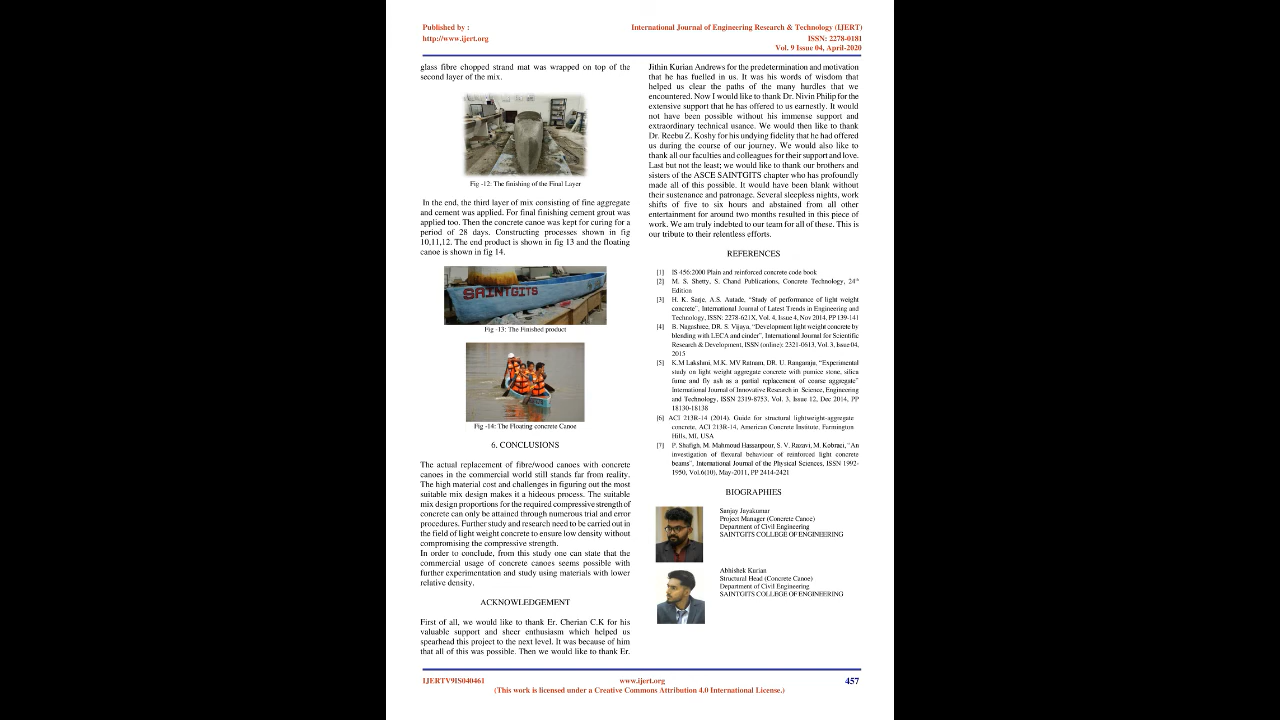 Published by :
http://www.ijert.org
International Journal of Engineering Research & Technology (IJERT)
ISSN: 2278-0181
Vol. 9 Issue 04, April-2020
glass fibre chopped strand mat was wrapped on top of the
second layer of the mix.
Fig -12: The finishing of the Final Layer
In the end, the third layer of mix consisting of fine aggregate
and cement was applied. For final finishing cement grout was
applied too. Then the concrete canoe was kept for curing for a
period of 28 days. Constructing processes shown in fig
10,11,12. The end product is shown in fig 13 and the floating
canoe is shown in fig 14.
SAINTGITS
Fig -13: The Finished product
Fig -14: The Floating concrete Canoe
6. CONCLUSIONS
The actual replacement of fibre/wood canoes with concrete
canoes in the commercial world still stands far from reality.
The high material cost and challenges in figuring out the most
suitable mix design makes it a hideous process. The suitable
mix design proportions for the required compressive strength of
concrete can only be attained through numerous trial and error
procedures. Further study and research need to be carried out in
the field of light weight concrete to ensure low density without
compromising the compressive strength.
In order to conclude, from this study one can state that the
commercial usage of concrete canoes seems possible with
further experimentation and study using materials with lower
relative density.
ACKNOWLEDGEMENT
First of all, we would like to thank Er. Cherian C.K for his
valuable support and sheer enthusiasm which helped us
spearhead this project to the next level. It was because of him
that all of this was possible. Then we would like to thank Er.
Jithin Kurian Andrews for the predetermination and motivation
that he has fuelled in us. It was his words of wisdom that
helped us clear the paths of the many hurdles that we
encountered. Now I would like to thank Dr. Nivin Philip for the
extensive support that he has offered to us earnestly. It would
not have been possible without his immense support and
extraordinary technical usance. We would then like to thank
Dr. Reebu Z. Koshy for his undying fidelity that he had offered
us during the course of our journey. We would also like to
thank all our faculties and colleagues for their support and love.
Last but not the least; we would like to thank our brothers and
sisters of the ASCE SAINTGITS chapter who has profoundly
made all of this possible. It would have been blank without
their sustenance and patronage. Several sleepless nights, work
shifts of five to six hours and abstained from all other
entertainment for around two months resulted in this piece of
work. We am truly indebted to our team for all of these. This is
our tribute to their relentless efforts.
REFERENCES
[1] IS 456:2000 Plain and reinforced concrete code book
[2] M. S. Shetty, S. Chand Publications, Concrete Technology, 24th
Edition
[3] H. K. Sarje, A.S. Autade, "Study of performance of light weight
concrete", International Journal of Latest Trends in Engineering and
Technology, ISSN: 2278-621X, Vol. 4, Issue 4, Nov 2014, PP 139-141
[4] B. Nagashree, DR. S. Vijaya, "Development light weight concrete by
blending with LECA and cinder", International Journal for Scientific
Research & Development, ISSN (online): 2321-0613, Vol. 3, Issue 04,
2015
[5] K.M Lakshmi, M.K. MV Ratnam, DR. U. Rangaraju, "Experimental
study on light weight aggregate concrete with pumice stone, silica
fume and fly ash as a partial replacement of coarse aggregate"
International Journal of Innovative Research in Science, Engineering
and Technology, ISSN 2319-8753, Vol. 3, Issue 12, Dec 2014, PP
18130-18138
[6] ACI 213R-14 (2014). Guide for structural lightweight-aggregate
concrete, ACI 213R-14, American Concrete Institute, Farmington
Hills, MI, USA
[7] P. Shafigh, M. Mahmoud Hassanpour, S. V. Razavi, M. Kobraei, "An
investigation of flexural behaviour of reinforced light concrete
beams", International Journal of the Physical Sciences, ISSN 1992-
1950, Vol.6(10), May-2011, PP 2414-2421
BIOGRAPHIES
Sanjay Jayakumar
Project Manager (Concrete Canoe)
Department of Civil Engineering
SAINTGITS COLLEGE OF ENGINEERING
Abhishek Kurian
Structural Head (Concrete Canoe)
Department of Civil Engineering
SAINTGITS COLLEGE OF ENGINEERING
IJERTV9IS040461
www.ijert.org
457
(This work is licensed under a Creative Commons Attribution 4.0 International License.)